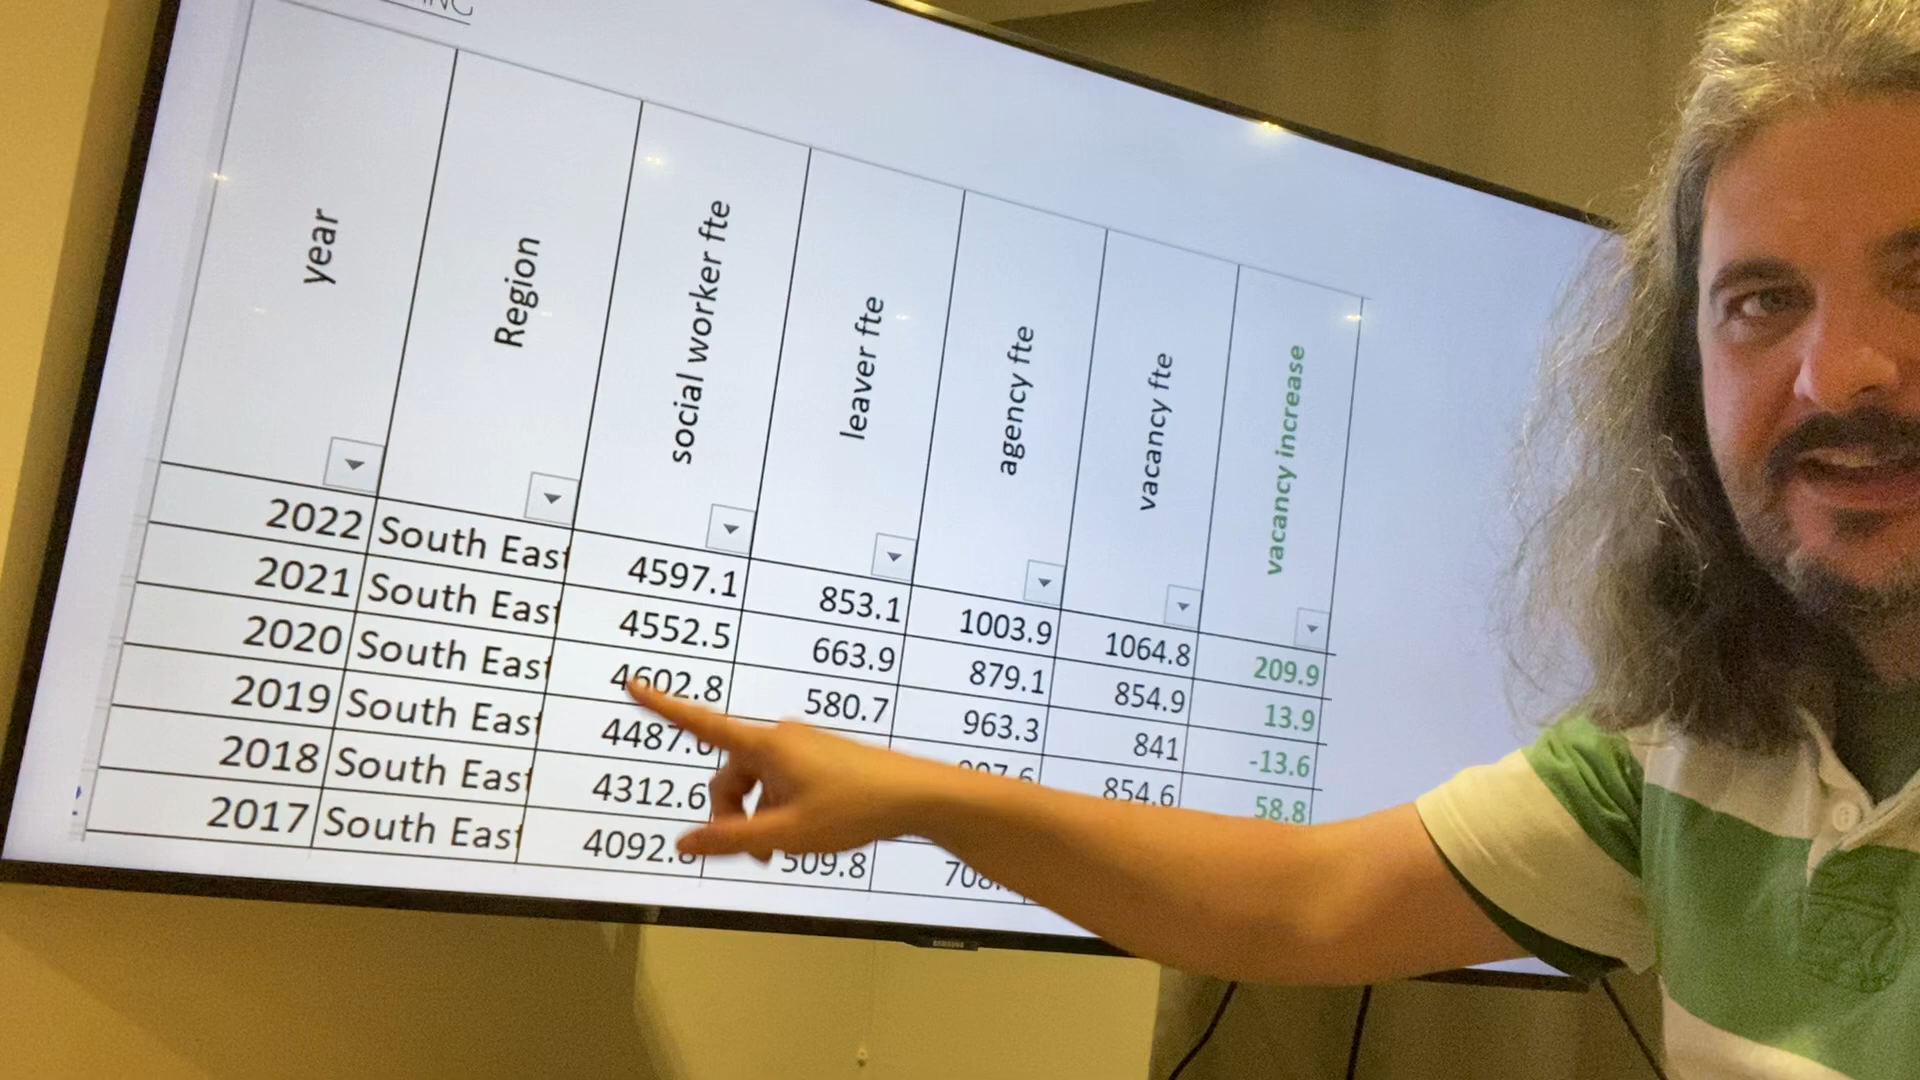 year Region social worker fte leaver fte agency fte vacancy fte vacancy increase
2022 South East 4597.1 853.1 1003.9 1064.8 209.9
2021 South East 4552.5 663.9 879.1 854.9 13.9
2020 South East 4602.8 580.7 963.3 841 -13.6
2019 South East 854.6 58.8
2018 South East 4312.6
2017 South East 509.8
SAMSUNG